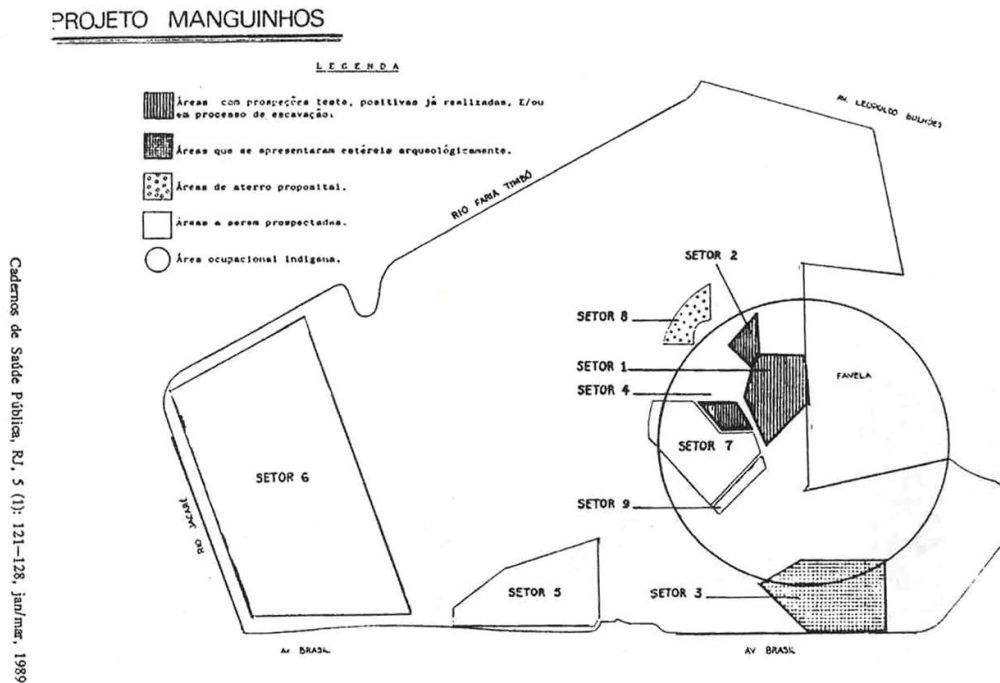 PROJETO MANGUINHOS
LEGENDA
Áreas com prospeções teste, positivas já realizadas, E/ou
em processo de escavação.
Áreas que se apresentaram estéreis arqueológicamente.
Áreas de aterro proposital.
Áreas a serem prospectadas.
Área ocupacional indígena.
AV. LEOPOLDO BULHÕES
RIO FARIA TIMBÓ
SETOR 2
SETOR 8
SETOR 1
FAVELA
SETOR 4
SETOR 7
SETOR 6
SETOR 9
RIO JACARÉ
SETOR 5
SETOR 3
AV BRASIL
AV BRASIL
Cadernos de Saúde Pública, RJ, 5 (1): 121-128, jan/mar, 1989